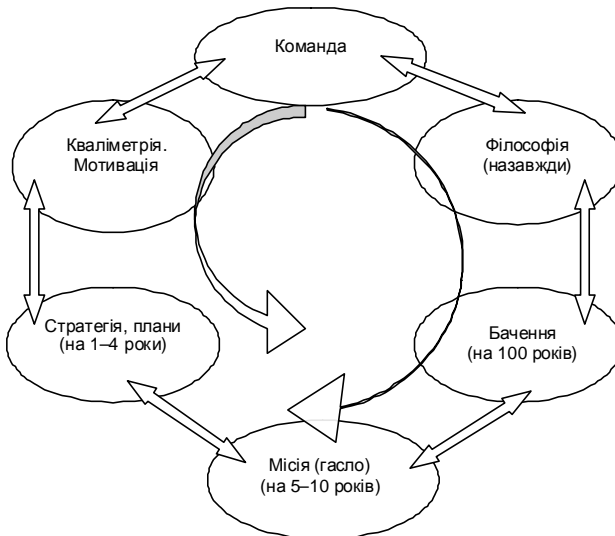 Команда
Кваліметрія.
Мотивація
Філософія
(назавжди)
Стратегія, плани
(на 1–4 роки)
Бачення
(на 100 років)
Місія (гасло)
(на 5–10 років)